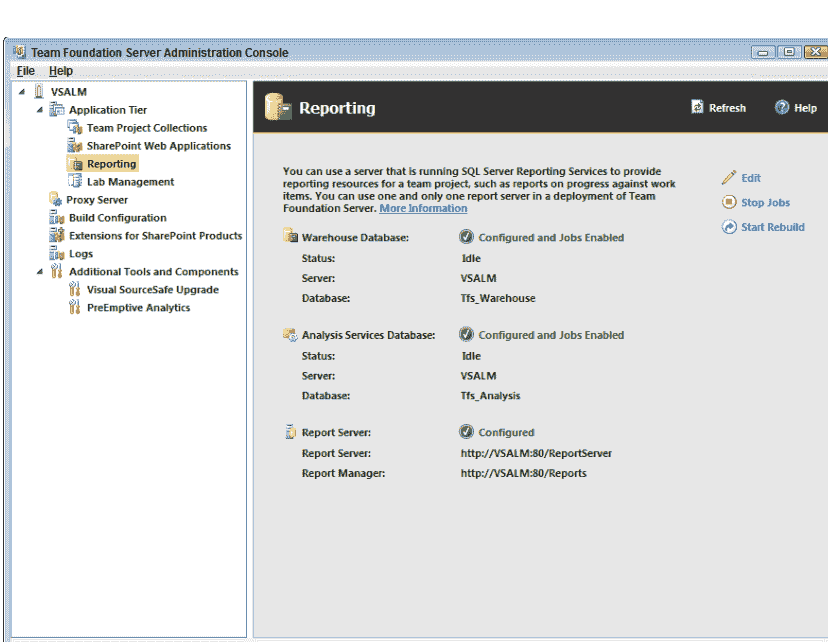 Team Foundation Server Administration Console
File Help
VSALM
Application Tier
Team Project Collections
SharePoint Web Applications
Reporting
Lab Management
Proxy Server
Build Configuration
Extensions for SharePoint Products
Logs
Additional Tools and Components
Visual SourceSafe Upgrade
PreEmptive Analytics
Reporting
Refresh Help
You can use a server that is running SQL Server Reporting Services to provide
reporting resources for a team project, such as reports on progress against work
items. You can use one and only one report server in a deployment of Team
Foundation Server. More Information
Edit
Stop Jobs
Start Rebuild
Warehouse Database: Configured and Jobs Enabled
Status: Idle
Server: VSALM
Database: Tfs_Warehouse
Analysis Services Database: Configured and Jobs Enabled
Status: Idle
Server: VSALM
Database: Tfs_Analysis
Report Server: Configured
Report Server: http://VSALM:80/ReportServer
Report Manager: http://VSALM:80/Reports